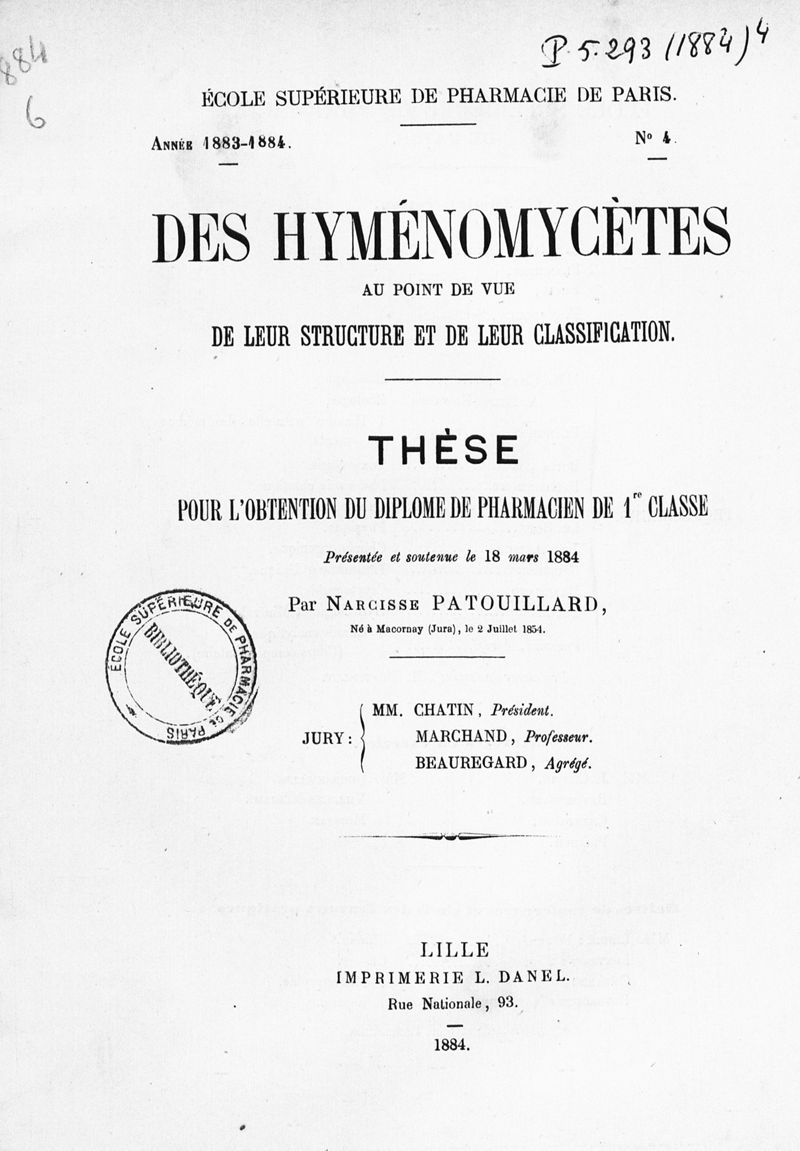 P. 5.293 (1884) 4
884
6
ÉCOLE SUPÉRIEURE DE PHARMACIE DE PARIS.
ANNÉE 1883-1884.
Nº 4.
DES HYMÉNOMYCÈTES
AU POINT DE VUE
DE LEUR STRUCTURE ET DE LEUR CLASSIFICATION.
THÈSE
POUR L'OBTENTION DU DIPLOME DE PHARMACIEN DE 1re CLASSE
Présentée et soutenue le 18 mars 1884
Par NARCISSE PATOUILLARD,
Né à Macornay (Jura), le 2 Juillet 1854.
ÉCOLE SUPÉRIEURE DE PHARMACIE DE PARIS
BIBLIOTHÈQUE
JURY :
MM. CHATIN, Président.
MARCHAND, Professeur.
BEAUREGARD, Agrégé.
LILLE
IMPRIMERIE L. DANEL.
Rue Nationale, 93.
1884.